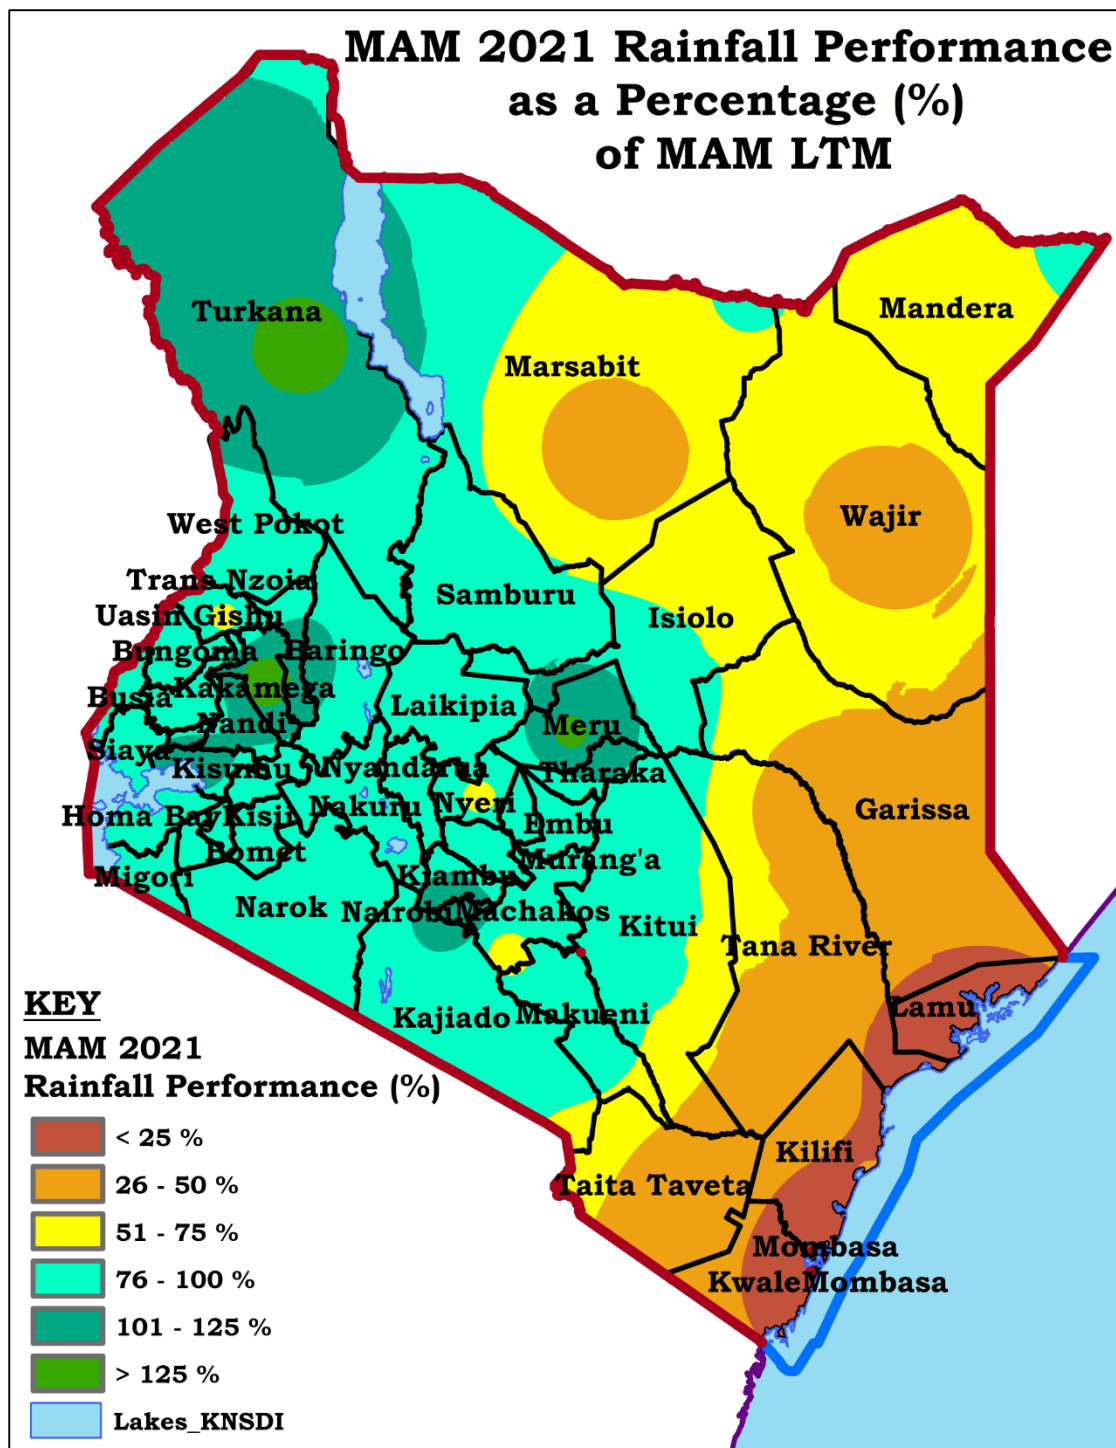 MAM 2021 Rainfall Performance
as a Percentage (%)
of MAM LTM
Turkana
Mandera
Marsabit
Wajir
West Pokot
Trans Nzoia
Samburu
Uasin Gishu
Isiolo
Bungoma
Baringo
Kakamega
Busia
Laikipia
Nandi
Meru
Siaya
Kisumu
Nyandarua
Tharaka
Homa Bay
Kisii
Nakuru
Nyeri
Garissa
Embu
Bomet
Murang'a
Migori
Kiambu
Narok
Nairobi
Machakos
Kitui
Tana River
Lamu
Kajiado
Makueni
Kilifi
Taita Taveta
Mombasa
Kwale
Mombasa
KEY
MAM 2021
Rainfall Performance (%)
< 25 %
26 - 50 %
51 - 75 %
76 - 100 %
101 - 125 %
> 125 %
Lakes_KNSDI